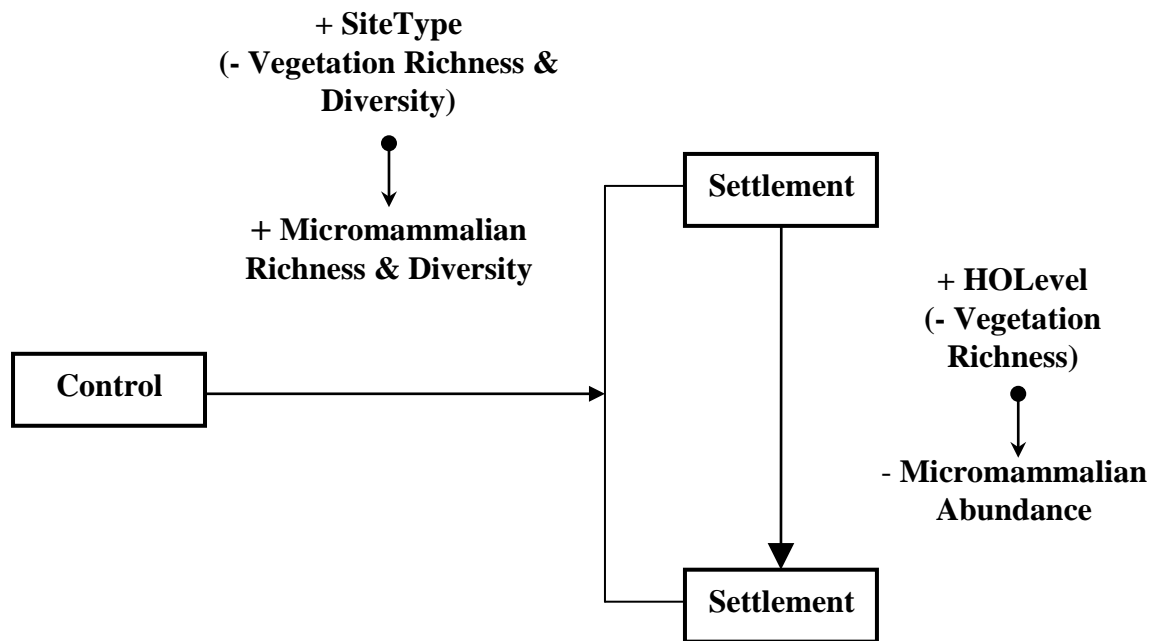 + SiteType
(- Vegetation Richness &
Diversity)
+ Micromammalian
Richness & Diversity
Control
Settlement
+ HOLevel
(- Vegetation
Richness)
- Micromammalian
Abundance
Settlement